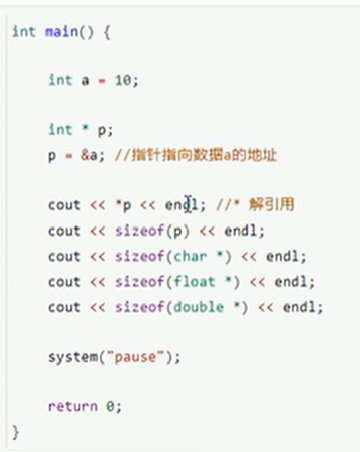 int main() {
int a = 10;
int * p;
p = &a; //指针指向数据a的地址
cout << *p << endl; //* 解引用
cout << sizeof(p) << endl;
cout << sizeof(char *) << endl;
cout << sizeof(float *) << endl;
cout << sizeof(double *) << endl;
system("pause");
return 0;
}